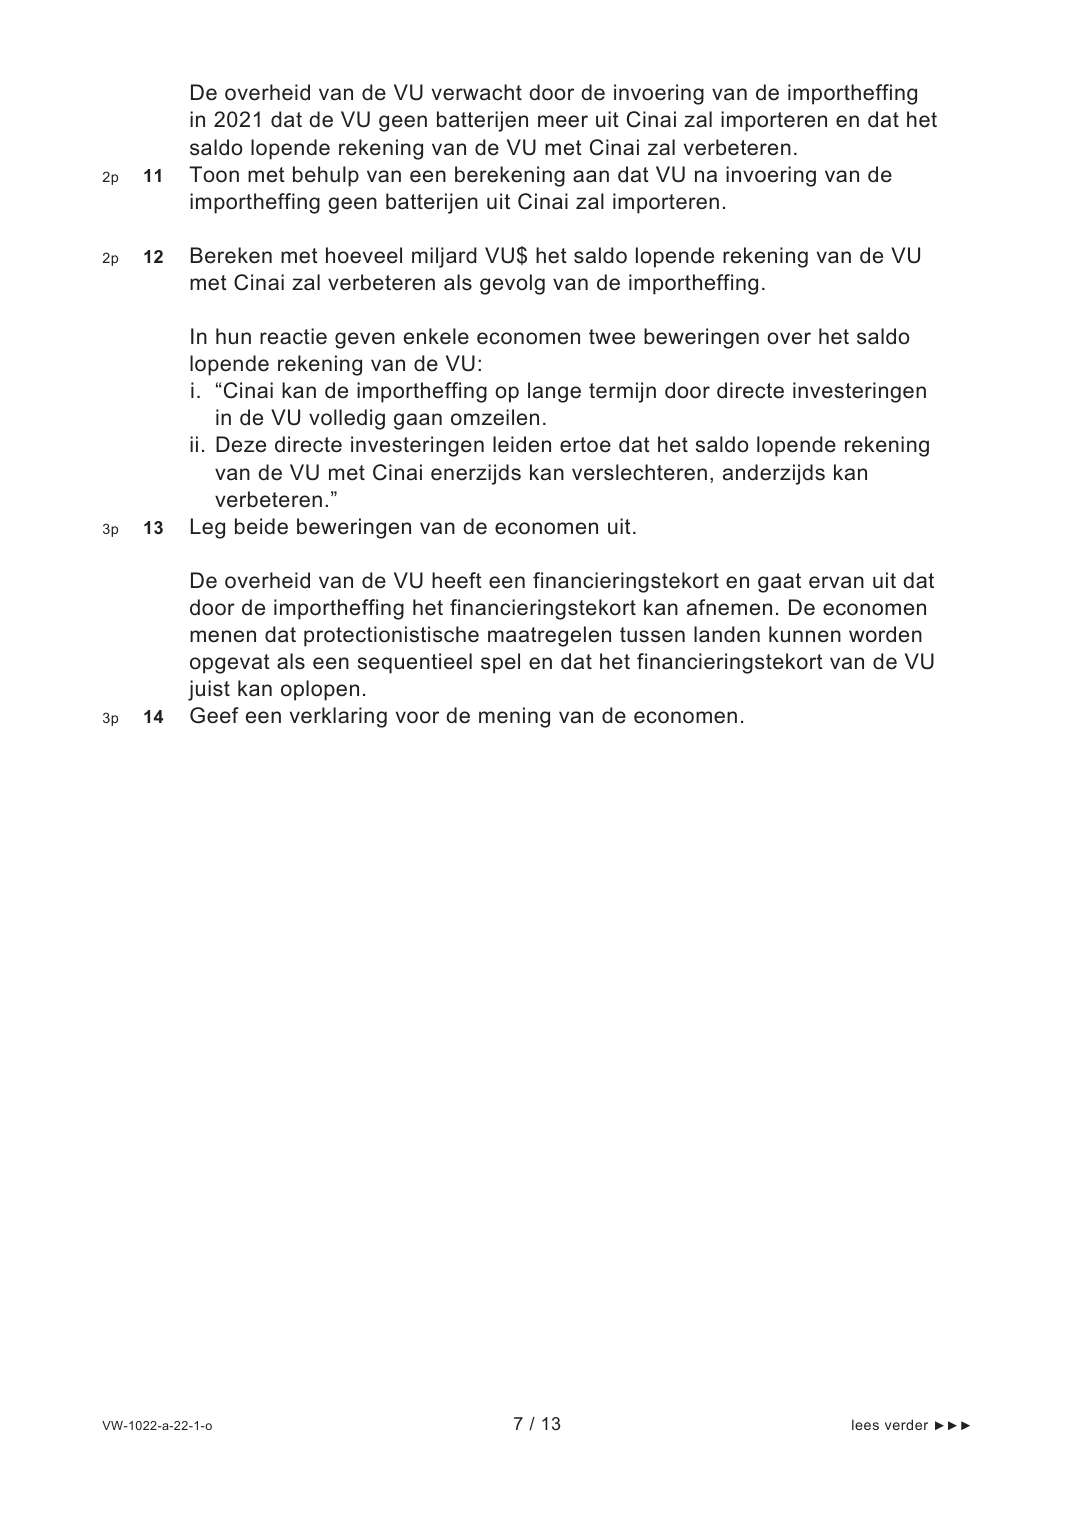 De overheid van de VU verwacht door de invoering van de importheffing
in 2021 dat de VU geen batterijen meer uit Cinai zal importeren en dat het
saldo lopende rekening van de VU met Cinai zal verbeteren.
2p 11 Toon met behulp van een berekening aan dat VU na invoering van de
importheffing geen batterijen uit Cinai zal importeren.
2p 12 Bereken met hoeveel miljard VU$ het saldo lopende rekening van de VU
met Cinai zal verbeteren als gevolg van de importheffing.
In hun reactie geven enkele economen twee beweringen over het saldo
lopende rekening van de VU:
i. “Cinai kan de importheffing op lange termijn door directe investeringen
in de VU volledig gaan omzeilen.
ii. Deze directe investeringen leiden ertoe dat het saldo lopende rekening
van de VU met Cinai enerzijds kan verslechteren, anderzijds kan
verbeteren.”
3p 13 Leg beide beweringen van de economen uit.
De overheid van de VU heeft een financieringstekort en gaat ervan uit dat
door de importheffing het financieringstekort kan afnemen. De economen
menen dat protectionistische maatregelen tussen landen kunnen worden
opgevat als een sequentieel spel en dat het financieringstekort van de VU
juist kan oplopen.
3p 14 Geef een verklaring voor de mening van de economen.
VW-1022-a-22-1-o 7 / 13 lees verder ►►►